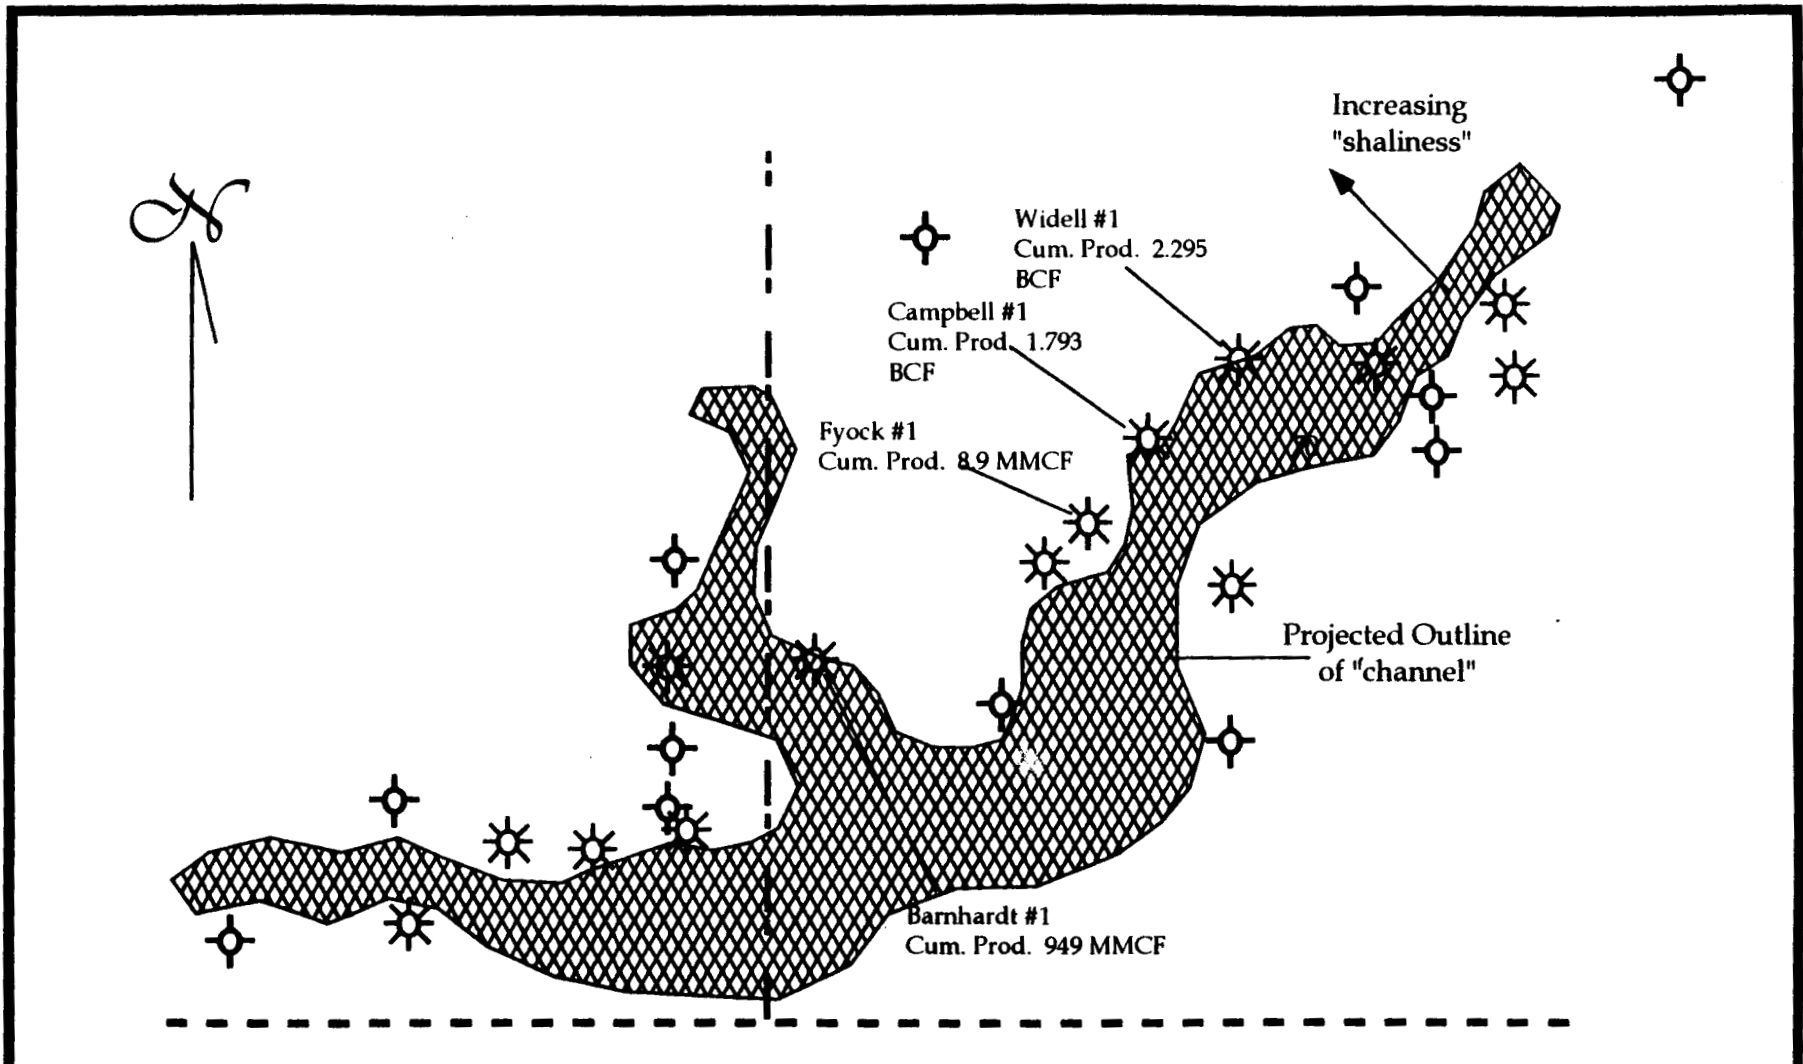 N
Increasing
"shaliness"
Widell #1
Cum. Prod. 2.295
BCF
Campbell #1
Cum. Prod. 1.793
BCF
Fyock #1
Cum. Prod. 8.9 MMCF
Projected Outline
of "channel"
Barnhardt #1
Cum. Prod. 949 MMCF